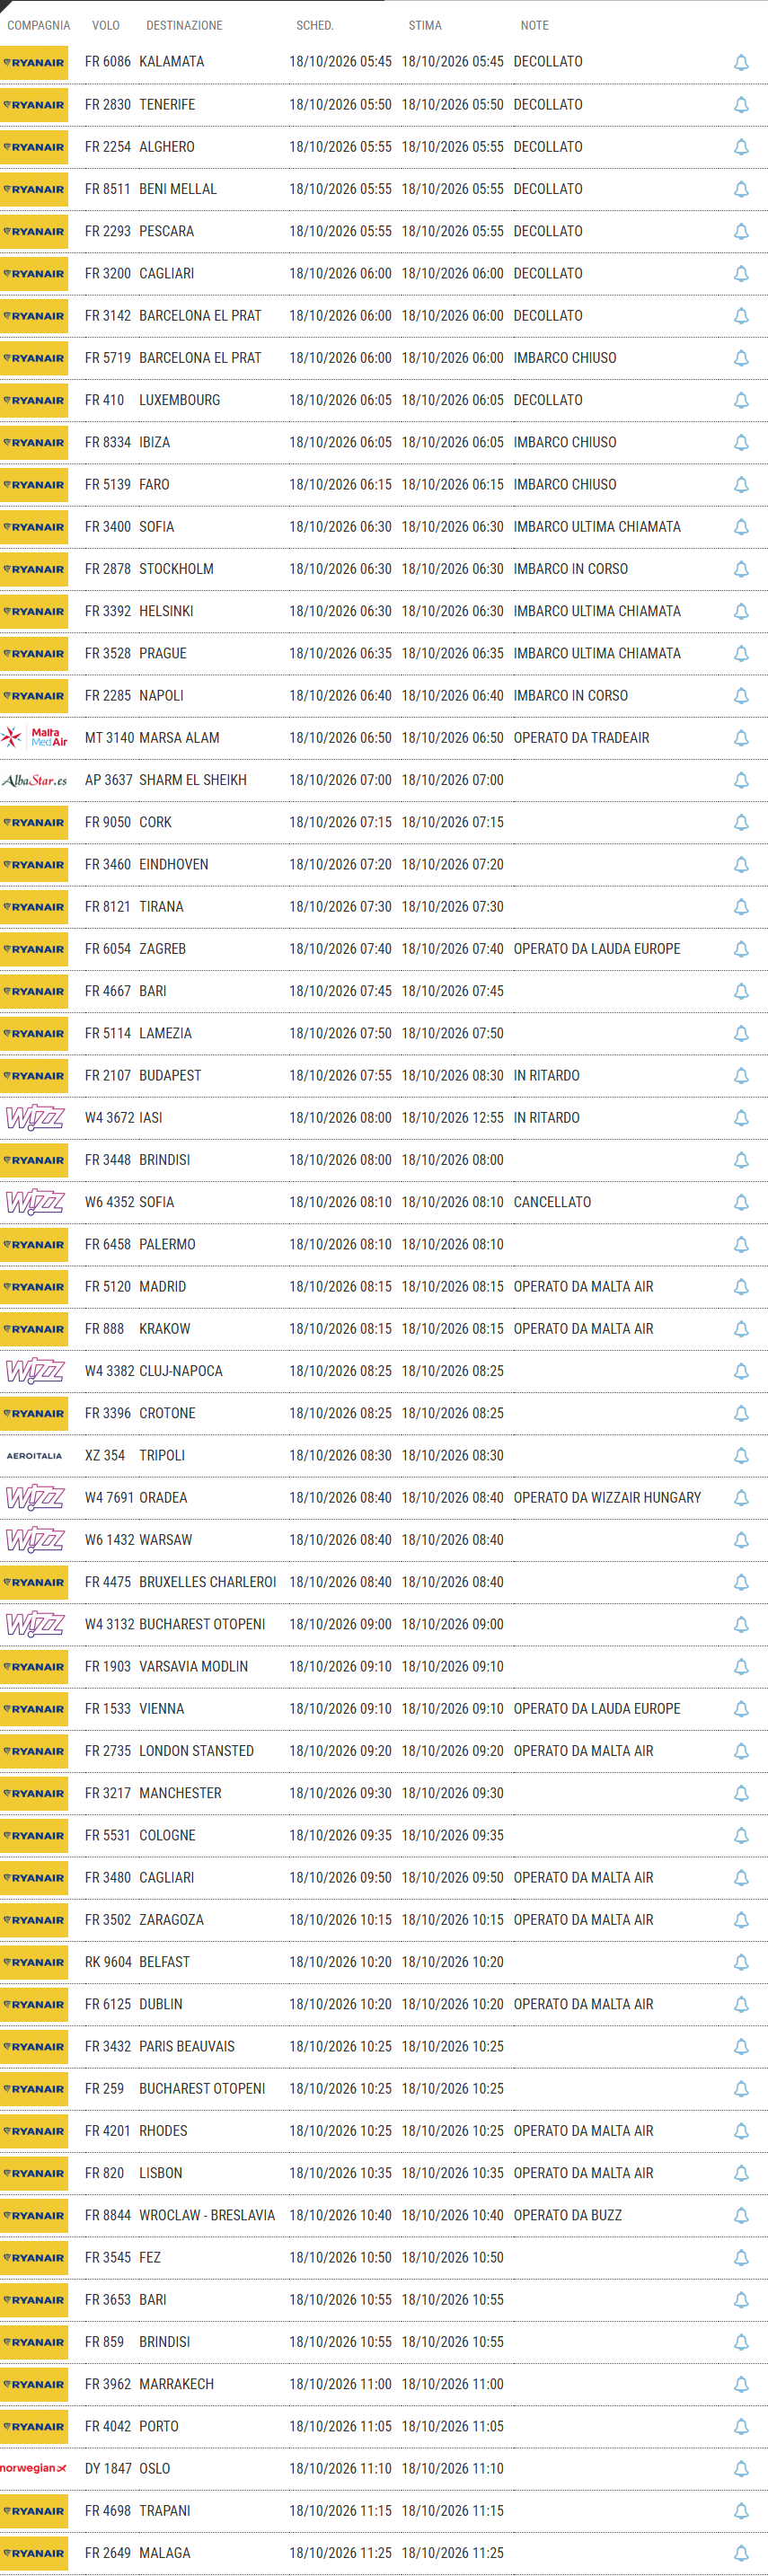 COMPAGNIA VOLO DESTINAZIONE SCHED. STIMA NOTE
RYANAIR FR 6086 KALAMATA 18/10/2026 05:45 18/10/2026 05:45 DECOLLATO
RYANAIR FR 2830 TENERIFE 18/10/2026 05:50 18/10/2026 05:50 DECOLLATO
RYANAIR FR 2254 ALGHERO 18/10/2026 05:55 18/10/2026 05:55 DECOLLATO
RYANAIR FR 8511 BENI MELLAL 18/10/2026 05:55 18/10/2026 05:55 DECOLLATO
RYANAIR FR 2293 PESCARA 18/10/2026 05:55 18/10/2026 05:55 DECOLLATO
RYANAIR FR 3200 CAGLIARI 18/10/2026 06:00 18/10/2026 06:00 DECOLLATO
RYANAIR FR 3142 BARCELONA EL PRAT 18/10/2026 06:00 18/10/2026 06:00 DECOLLATO
RYANAIR FR 5719 BARCELONA EL PRAT 18/10/2026 06:00 18/10/2026 06:00 IMBARCO CHIUSO
RYANAIR FR 410 LUXEMBOURG 18/10/2026 06:05 18/10/2026 06:05 DECOLLATO
RYANAIR FR 8334 IBIZA 18/10/2026 06:05 18/10/2026 06:05 IMBARCO CHIUSO
RYANAIR FR 5139 FARO 18/10/2026 06:15 18/10/2026 06:15 IMBARCO CHIUSO
RYANAIR FR 3400 SOFIA 18/10/2026 06:30 18/10/2026 06:30 IMBARCO ULTIMA CHIAMATA
RYANAIR FR 2878 STOCKHOLM 18/10/2026 06:30 18/10/2026 06:30 IMBARCO IN CORSO
RYANAIR FR 3392 HELSINKI 18/10/2026 06:30 18/10/2026 06:30 IMBARCO ULTIMA CHIAMATA
RYANAIR FR 3528 PRAGUE 18/10/2026 06:35 18/10/2026 06:35 IMBARCO ULTIMA CHIAMATA
RYANAIR FR 2285 NAPOLI 18/10/2026 06:40 18/10/2026 06:40 IMBARCO IN CORSO
Malta MedAir MT 3140 MARSA ALAM 18/10/2026 06:50 18/10/2026 06:50 OPERATO DA TRADEAIR
AlbaStar.es AP 3637 SHARM EL SHEIKH 18/10/2026 07:00 18/10/2026 07:00
RYANAIR FR 9050 CORK 18/10/2026 07:15 18/10/2026 07:15
RYANAIR FR 3460 EINDHOVEN 18/10/2026 07:20 18/10/2026 07:20
RYANAIR FR 8121 TIRANA 18/10/2026 07:30 18/10/2026 07:30
RYANAIR FR 6054 ZAGREB 18/10/2026 07:40 18/10/2026 07:40 OPERATO DA LAUDA EUROPE
RYANAIR FR 4667 BARI 18/10/2026 07:45 18/10/2026 07:45
RYANAIR FR 5114 LAMEZIA 18/10/2026 07:50 18/10/2026 07:50
RYANAIR FR 2107 BUDAPEST 18/10/2026 07:55 18/10/2026 08:30 IN RITARDO
WIZZ W4 3672 IASI 18/10/2026 08:00 18/10/2026 12:55 IN RITARDO
RYANAIR FR 3448 BRINDISI 18/10/2026 08:00 18/10/2026 08:00
WIZZ W6 4352 SOFIA 18/10/2026 08:10 18/10/2026 08:10 CANCELLATO
RYANAIR FR 6458 PALERMO 18/10/2026 08:10 18/10/2026 08:10
RYANAIR FR 5120 MADRID 18/10/2026 08:15 18/10/2026 08:15 OPERATO DA MALTA AIR
RYANAIR FR 888 KRAKOW 18/10/2026 08:15 18/10/2026 08:15 OPERATO DA MALTA AIR
WIZZ W4 3382 CLUJ-NAPOCA 18/10/2026 08:25 18/10/2026 08:25
RYANAIR FR 3396 CROTONE 18/10/2026 08:25 18/10/2026 08:25
AEROITALIA XZ 354 TRIPOLI 18/10/2026 08:30 18/10/2026 08:30
WIZZ W4 7691 ORADEA 18/10/2026 08:40 18/10/2026 08:40 OPERATO DA WIZZAIR HUNGARY
WIZZ W6 1432 WARSAW 18/10/2026 08:40 18/10/2026 08:40
RYANAIR FR 4475 BRUXELLES CHARLEROI 18/10/2026 08:40 18/10/2026 08:40
WIZZ W4 3132 BUCHAREST OTOPENI 18/10/2026 09:00 18/10/2026 09:00
RYANAIR FR 1903 VARSAVIA MODLIN 18/10/2026 09:10 18/10/2026 09:10
RYANAIR FR 1533 VIENNA 18/10/2026 09:10 18/10/2026 09:10 OPERATO DA LAUDA EUROPE
RYANAIR FR 2735 LONDON STANSTED 18/10/2026 09:20 18/10/2026 09:20 OPERATO DA MALTA AIR
RYANAIR FR 3217 MANCHESTER 18/10/2026 09:30 18/10/2026 09:30
RYANAIR FR 5531 COLOGNE 18/10/2026 09:35 18/10/2026 09:35
RYANAIR FR 3480 CAGLIARI 18/10/2026 09:50 18/10/2026 09:50 OPERATO DA MALTA AIR
RYANAIR FR 3502 ZARAGOZA 18/10/2026 10:15 18/10/2026 10:15 OPERATO DA MALTA AIR
RYANAIR RK 9604 BELFAST 18/10/2026 10:20 18/10/2026 10:20
RYANAIR FR 6125 DUBLIN 18/10/2026 10:20 18/10/2026 10:20 OPERATO DA MALTA AIR
RYANAIR FR 3432 PARIS BEAUVAIS 18/10/2026 10:25 18/10/2026 10:25
RYANAIR FR 259 BUCHAREST OTOPENI 18/10/2026 10:25 18/10/2026 10:25
RYANAIR FR 4201 RHODES 18/10/2026 10:25 18/10/2026 10:25 OPERATO DA MALTA AIR
RYANAIR FR 820 LISBON 18/10/2026 10:35 18/10/2026 10:35 OPERATO DA MALTA AIR
RYANAIR FR 8844 WROCLAW - BRESLAVIA 18/10/2026 10:40 18/10/2026 10:40 OPERATO DA BUZZ
RYANAIR FR 3545 FEZ 18/10/2026 10:50 18/10/2026 10:50
RYANAIR FR 3653 BARI 18/10/2026 10:55 18/10/2026 10:55
RYANAIR FR 859 BRINDISI 18/10/2026 10:55 18/10/2026 10:55
RYANAIR FR 3962 MARRAKECH 18/10/2026 11:00 18/10/2026 11:00
RYANAIR FR 4042 PORTO 18/10/2026 11:05 18/10/2026 11:05
norwegian DY 1847 OSLO 18/10/2026 11:10 18/10/2026 11:10
RYANAIR FR 4698 TRAPANI 18/10/2026 11:15 18/10/2026 11:15
RYANAIR FR 2649 MALAGA 18/10/2026 11:25 18/10/2026 11:25